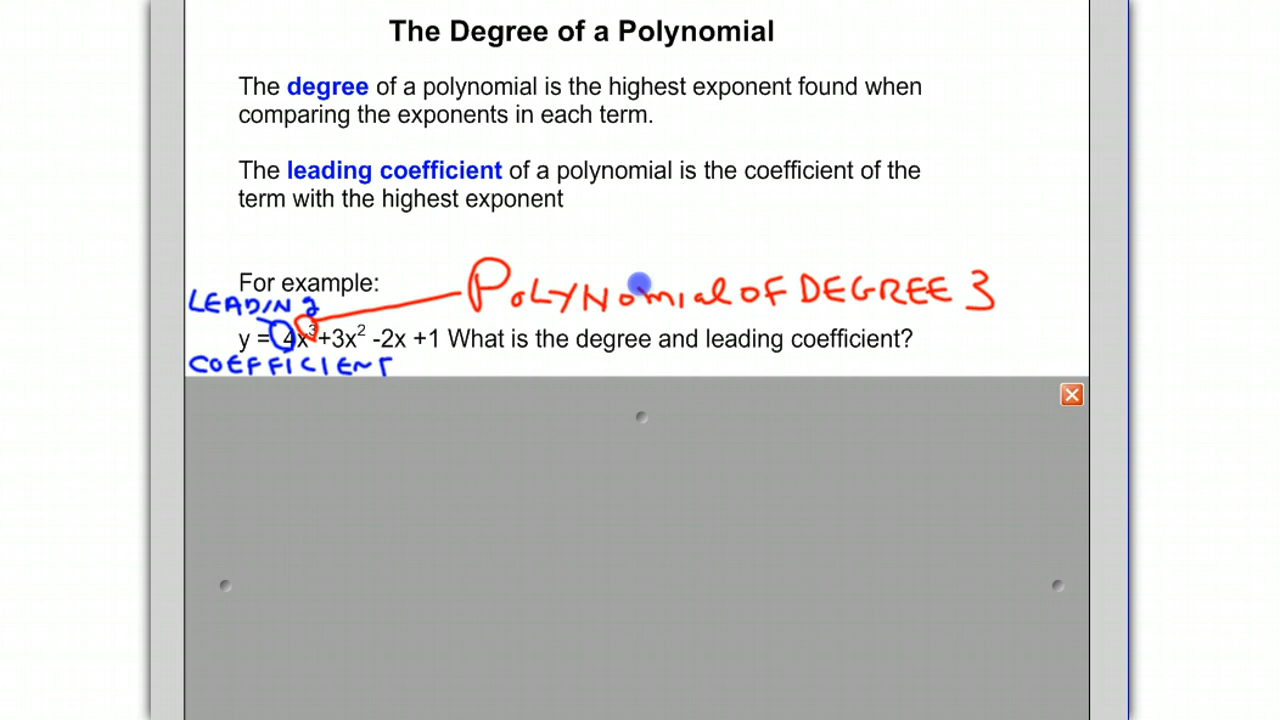 The Degree of a Polynomial
The degree of a polynomial is the highest exponent found when
comparing the exponents in each term.
The leading coefficient of a polynomial is the coefficient of the
term with the highest exponent
For example:
POLYNOMIAL OF DEGREE 3
LEADING
y = 4x³+3x² -2x +1 What is the degree and leading coefficient?
COEFFICIENT